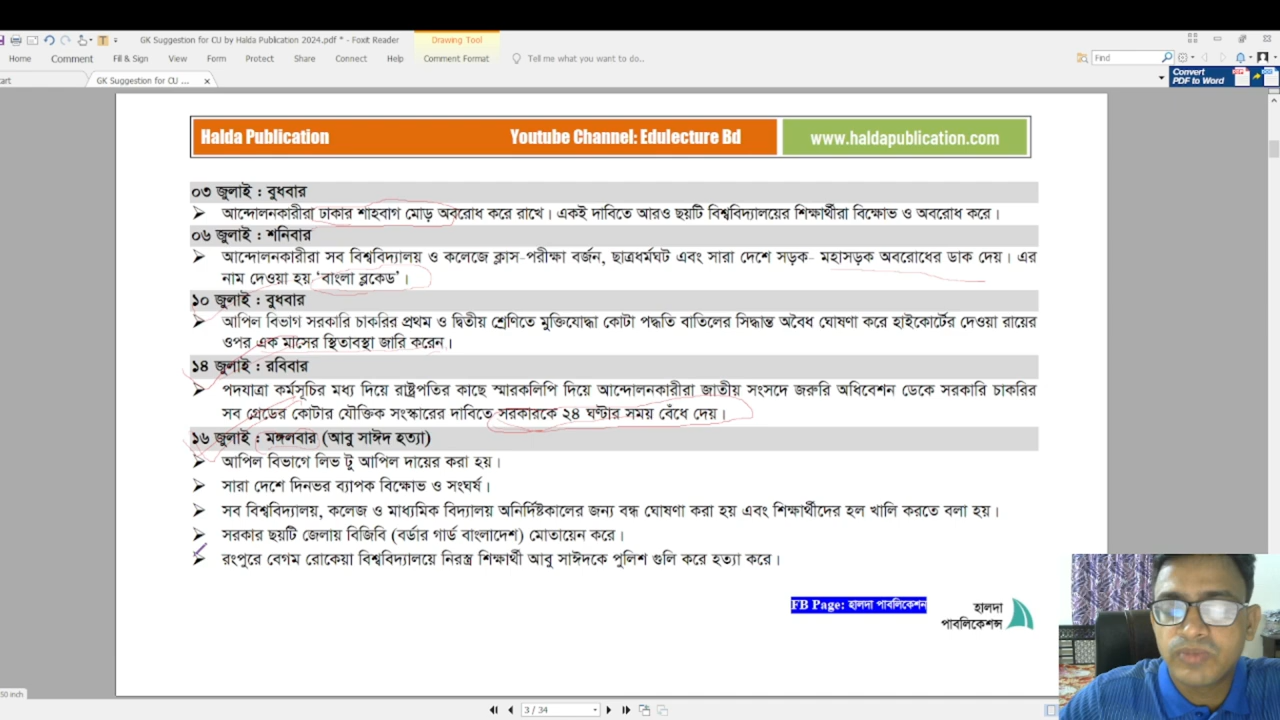 GK Suggestion for CU by Halda Publication 2024.pdf * - Foxit Reader
Drawing Tool
Home Comment Fill & Sign View Form Protect Share Connect Help Comment Format Tell me what you want to do..
Find
art
GK Suggestion for CU ... ×
Convert
PDF to Word
Halda Publication Youtube Channel: Edulecture Bd www.haldapublication.com
০৩ জুলাই : বুধবার
➢ আন্দোলনকারীরা ঢাকার শাহবাগ মোড় অবরোধ করে রাখে। একই দাবিতে আরও ছয়টি বিশ্ববিদ্যালয়ের শিক্ষার্থীরা বিক্ষোভ ও অবরোধ করে।
০৬ জুলাই : শনিবার
➢ আন্দোলনকারীরা সব বিশ্ববিদ্যালয় ও কলেজে ক্লাস-পরীক্ষা বর্জন, ছাত্রধর্মঘট এবং সারা দেশে সড়ক- মহাসড়ক অবরোধের ডাক দেয়। এর
নাম দেওয়া হয় ‘বাংলা ব্লকেড’।
১০ জুলাই : বুধবার
➢ আপিল বিভাগ সরকারি চাকরির প্রথম ও দ্বিতীয় শ্রেণিতে মুক্তিযোদ্ধা কোটা পদ্ধতি বাতিলের সিদ্ধান্ত অবৈধ ঘোষণা করে হাইকোর্টের দেওয়া রায়ের
ওপর এক মাসের স্থিতাবস্থা জারি করেন।
১৪ জুলাই : রবিবার
➢ পদযাত্রা কর্মসূচির মধ্য দিয়ে রাষ্ট্রপতির কাছে স্মারকলিপি দিয়ে আন্দোলনকারীরা জাতীয় সংসদে জরুরি অধিবেশন ডেকে সরকারি চাকরির
সব গ্রেডের কোটার যৌক্তিক সংস্কারের দাবিতে সরকারকে ২৪ ঘণ্টার সময় বেঁধে দেয়।
১৬ জুলাই : মঙ্গলবার (আবু সাঈদ হত্যা)
➢ আপিল বিভাগে লিভ টু আপিল দায়ের করা হয়।
➢ সারা দেশে দিনভর ব্যাপক বিক্ষোভ ও সংঘর্ষ।
➢ সব বিশ্ববিদ্যালয়, কলেজ ও মাধ্যমিক বিদ্যালয় অনির্দিষ্টকালের জন্য বন্ধ ঘোষণা করা হয় এবং শিক্ষার্থীদের হল খালি করতে বলা হয়।
➢ সরকার ছয়টি জেলায় বিজিবি (বর্ডার গার্ড বাংলাদেশ) মোতায়েন করে।
➢ রংপুরে বেগম রোকেয়া বিশ্ববিদ্যালয়ে নিরস্ত্র শিক্ষার্থী আবু সাঈদকে পুলিশ গুলি করে হত্যা করে।
FB Page: হালদা পাবলিকেশন
হালদা
পাবলিকেশন্স
50 inch
3 / 34